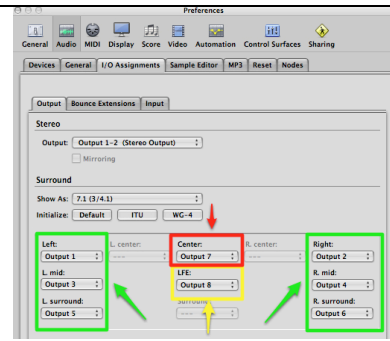 Preferences
General Audio MIDI Display Score Video Automation Control Surfaces Sharing
Devices General I/O Assignments Sample Editor MP3 Reset Nodes
Output Bounce Extensions Input
Stereo
Output: Output 1-2 (Stereo Output)
Mirroring
Surround
Show As: 7.1 (3/4.1)
Initialize: Default ITU WG-4
Left: L. center: Center: R. center: Right:
Output 1 --- Output 7 --- Output 2
L. mid: LFE: R. mid:
Output 3 Output 8 Output 4
L. surround: Surround: R. surround:
Output 5 --- Output 6